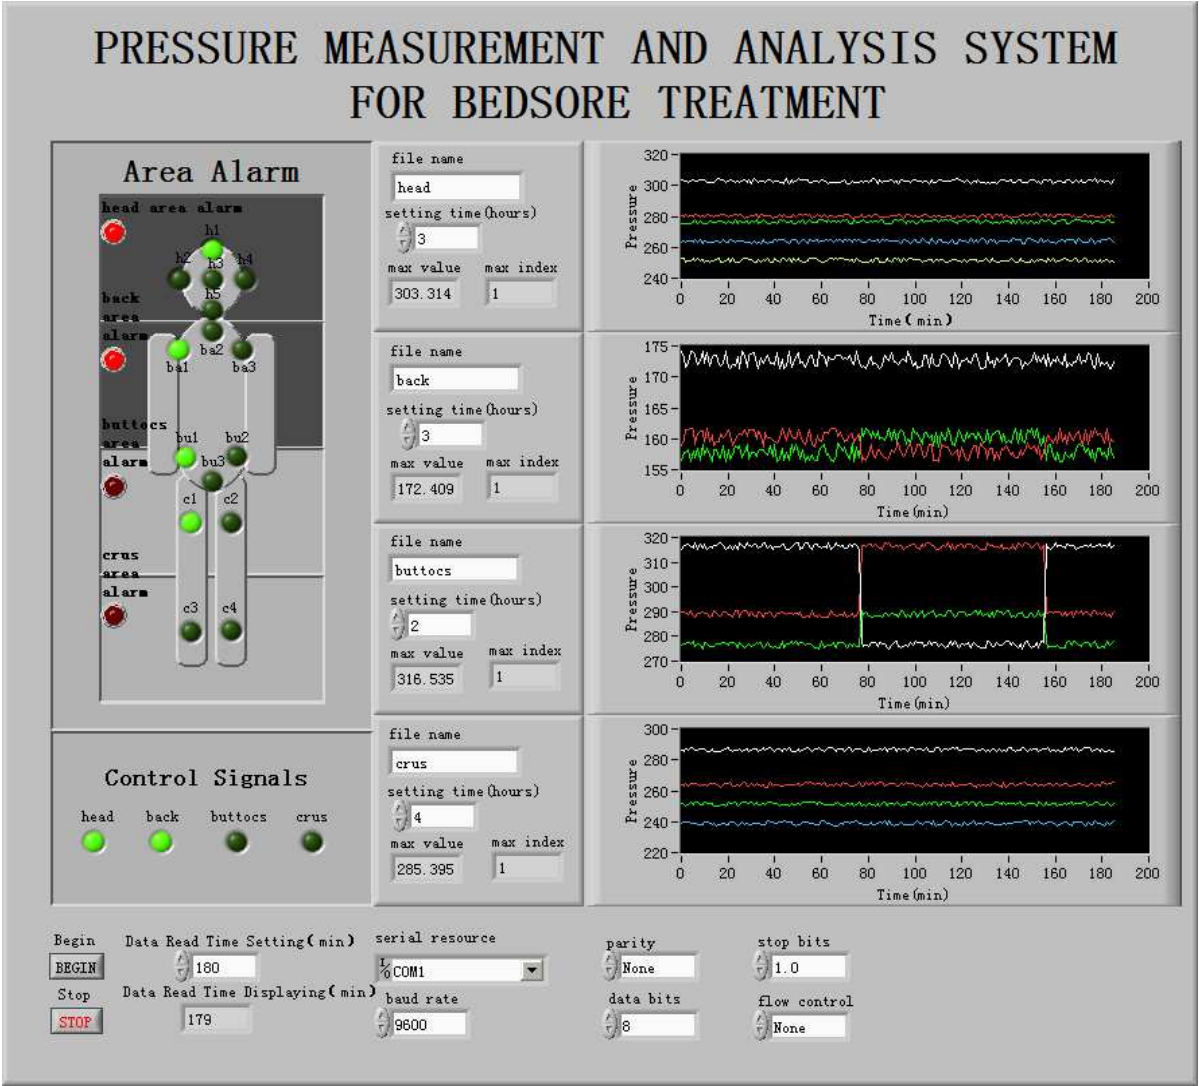 PRESSURE MEASUREMENT AND ANALYSIS SYSTEM
FOR BEDSORE TREATMENT
Area Alarm
head area alarm
h1
h2
h3
h4
h5
back
area
alarm
ba1
ba2
ba3
buttocs
area
alarm
bu1
bu2
bu3
c1
c2
crus
area
alarm
c3
c4
Control Signals
head back buttocs crus
file name
head
setting time(hours)
3
max value max index
303.314 1
file name
back
setting time(hours)
3
max value max index
172.409 1
file name
buttocs
setting time(hours)
2
max value max index
316.535 1
file name
crus
setting time(hours)
4
max value max index
285.395 1
Pressure
320
300
280
260
240
0 20 40 60 80 100 120 140 160 180 200
Time(min)
Pressure
175
170
165
160
155
0 20 40 60 80 100 120 140 160 180 200
Time(min)
Pressure
320
310
300
290
280
270
0 20 40 60 80 100 120 140 160 180 200
Time(min)
Pressure
300
280
260
240
220
0 20 40 60 80 100 120 140 160 180 200
Time(min)
Begin
BEGIN
Stop
STOP
Data Read Time Setting(min)
180
Data Read Time Displaying(min)
179
serial resource
I/O COM1
baud rate
9600
parity
None
data bits
8
stop bits
1.0
flow control
None